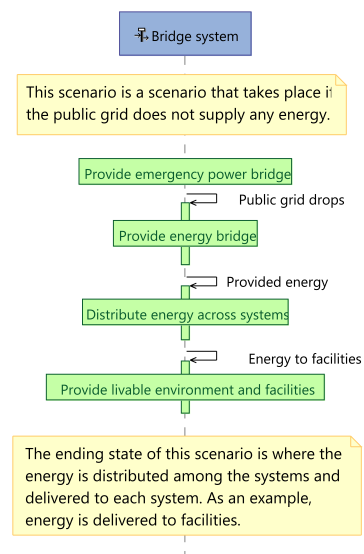 Bridge system
This scenario is a scenario that takes place if
the public grid does not supply any energy.
Provide emergency power bridge
Public grid drops
Provide energy bridge
Provided energy
Distribute energy across systems
Energy to facilities
Provide livable environment and facilities
The ending state of this scenario is where the
energy is distributed among the systems and
delivered to each system. As an example,
energy is delivered to facilities.